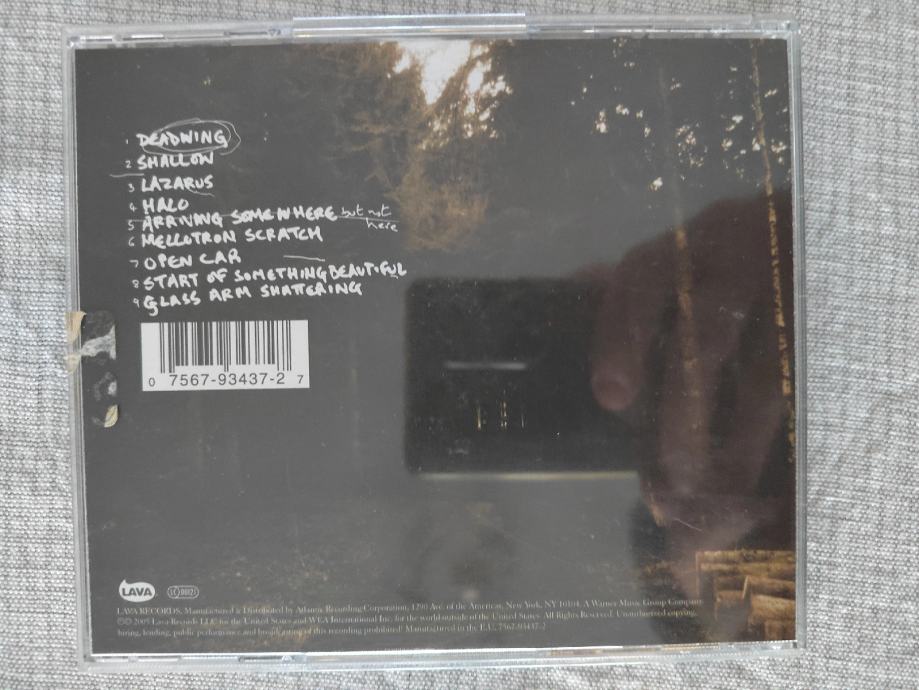 1 DEADWING
2 SHALLOW
3 LAZARUS
4 HALO
5 ARRIVING SOMEWHERE but not here
6 MELLOTRON SCRATCH
7 OPEN CAR
8 START OF SOMETHING BEAUTIFUL
9 GLASS ARM SHATTERING
0 7567-93437-2 7
LAVA LC 00121
LAVA RECORDS, Manufactured & Distributed by Atlantic Recording Corporation, 1290 Ave. of the Americas, New York, NY 10104. A Warner Music Group Company.
℗© 2005 Lava Records LLC for the United States and WEA International Inc. for the world outside of the United States. All Rights Reserved. Unauthorized copying,
hiring, lending, public performance and broadcasting of this recording prohibited. Manufactured in the E.U. 7567-93437-2